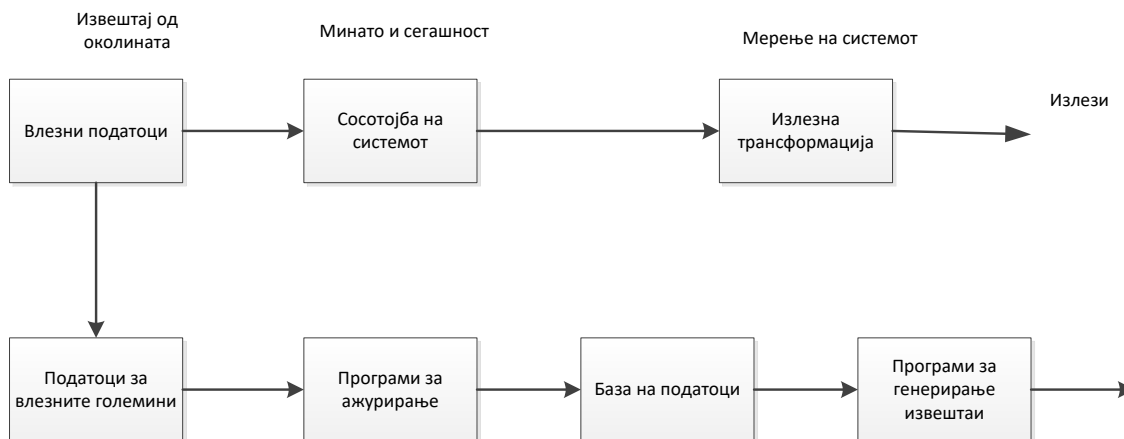 Извештај од
околината
Минато и сегашност
Мерење на системот
Излези
Влезни податоци
Сосотојба на
системот
Излезна
трансформација
Податоци за
влезните големини
Програми за
ажурирање
База на податоци
Програми за
генерирање
извештаи